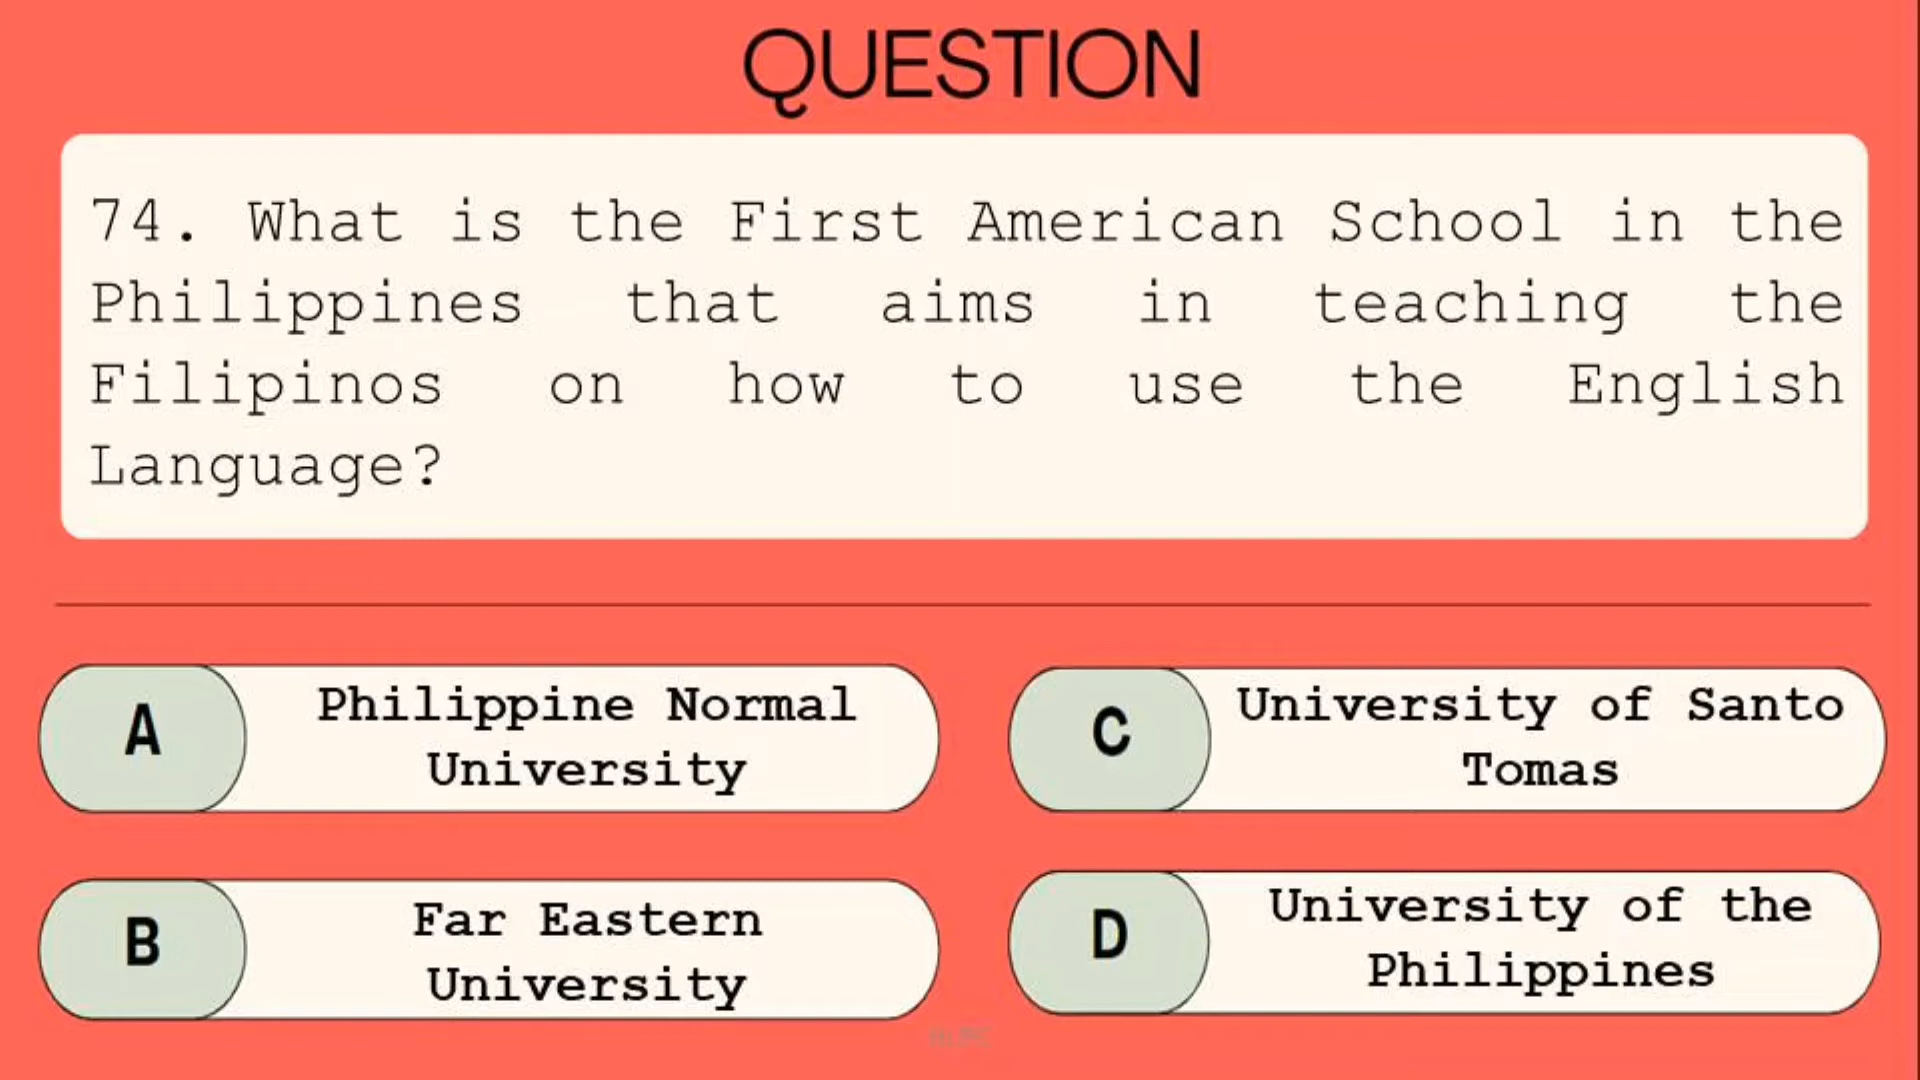 QUESTION
74. What is the First American School in the
Philippines that aims in teaching the
Filipinos on how to use the English
Language?
A
Philippine Normal
University
C
University of Santo
Tomas
B
Far Eastern
University
D
University of the
Philippines